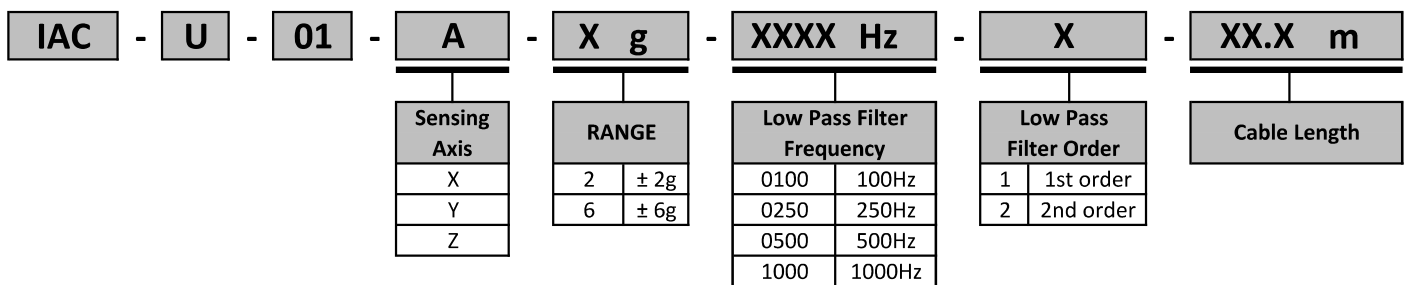 IAC - U - 01 - A - X g - XXXX Hz - X - XX.X m
Sensing
Axis
X
Y
Z
RANGE
2 ± 2g
6 ± 6g
Low Pass Filter
Frequency
0100 100Hz
0250 250Hz
0500 500Hz
1000 1000Hz
Low Pass
Filter Order
1 1st order
2 2nd order
Cable Length